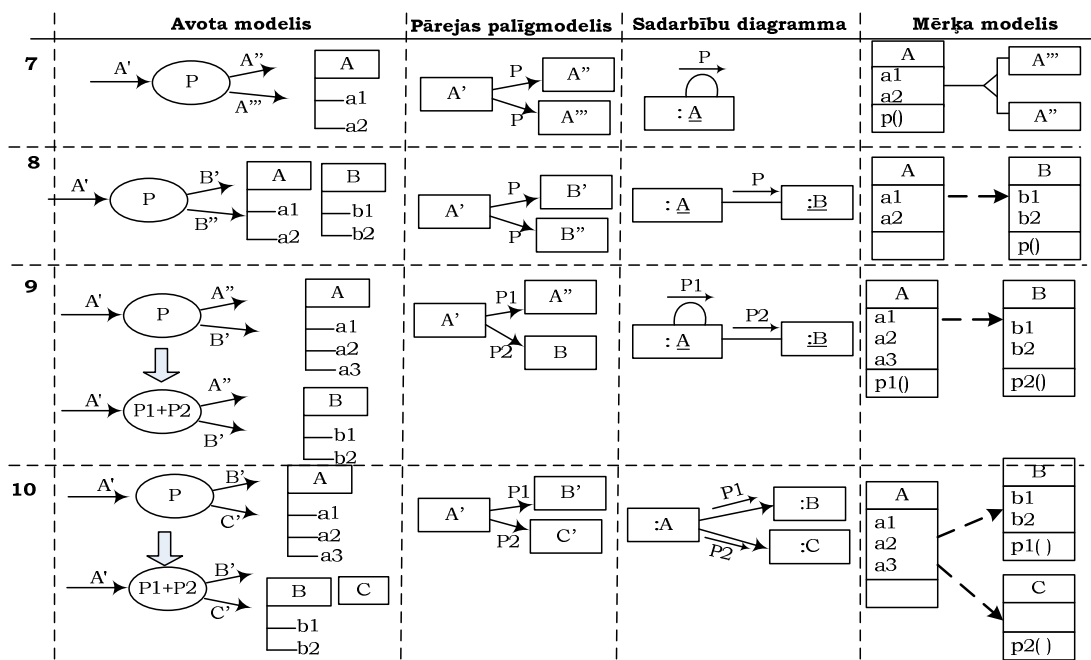 Avota modelis Pārejas palīgmodelis Sadarbību diagramma Mērķa modelis
7
A' P A'' A'''
A
a1
a2
A' P P A'' A'''
P
: A
A
a1
a2
p()
A'''
A''
8
A' P B' B''
A
a1
a2
B
b1
b2
A' P P B' B''
: A P :B
A
a1
a2
B
b1
b2
p()
9
A' P A'' B'
A' P1+P2 A'' B'
A
a1
a2
a3
B
b1
b2
A' P1 P2 A'' B
P1
: A P2 :B
A
a1
a2
a3
p1()
B
b1
b2
p2()
10
A' P B' C'
A' P1+P2 B' C'
A
a1
a2
a3
B
b1
b2
C
A' P1 P2 B' C'
:A P1 P2 :B :C
A
a1
a2
a3
B
b1
b2
p1( )
C
p2( )